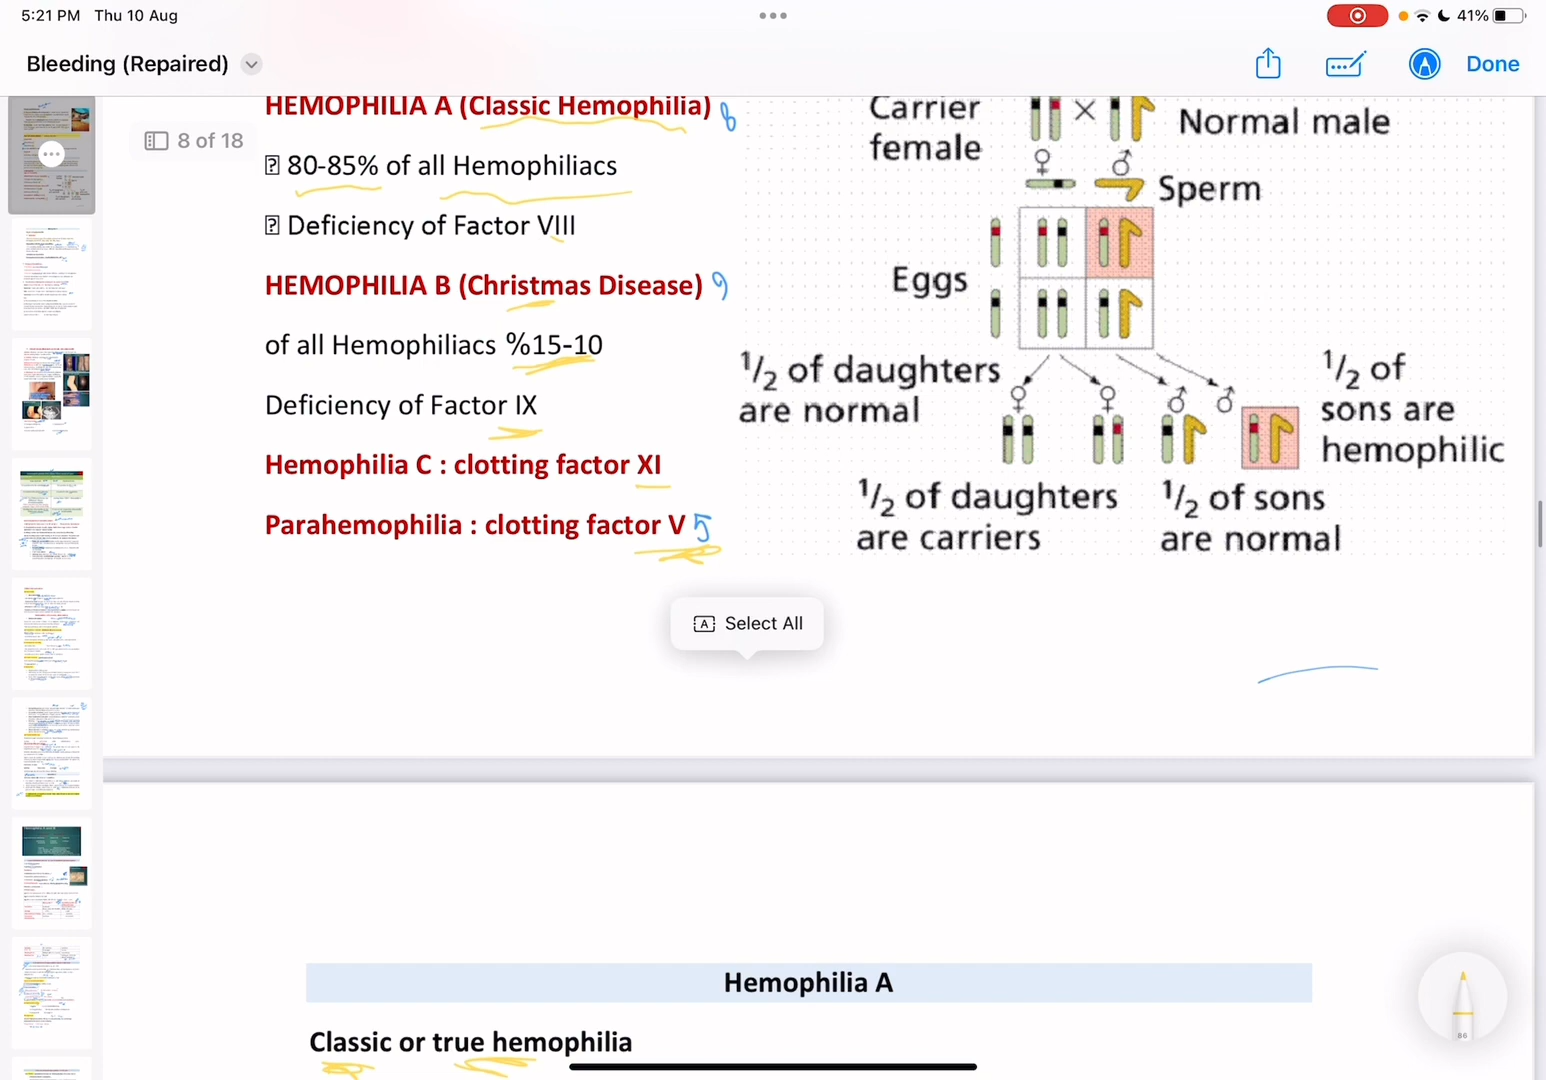 5:21 PM Thu 10 Aug
41%
Bleeding (Repaired)
Done
8 of 18
HEMOPHILIA A (Classic Hemophilia) 8
80-85% of all Hemophiliacs
Deficiency of Factor VIII
HEMOPHILIA B (Christmas Disease) 9
of all Hemophiliacs %15-10
Deficiency of Factor IX
Hemophilia C : clotting factor XI
Parahemophilia : clotting factor V 5
Carrier
female
×
Normal male
Sperm
Eggs
1/2 of daughters
are normal
1/2 of
sons are
hemophilic
1/2 of daughters
are carriers
1/2 of sons
are normal
Select All
Hemophilia A
Classic or true hemophilia
86